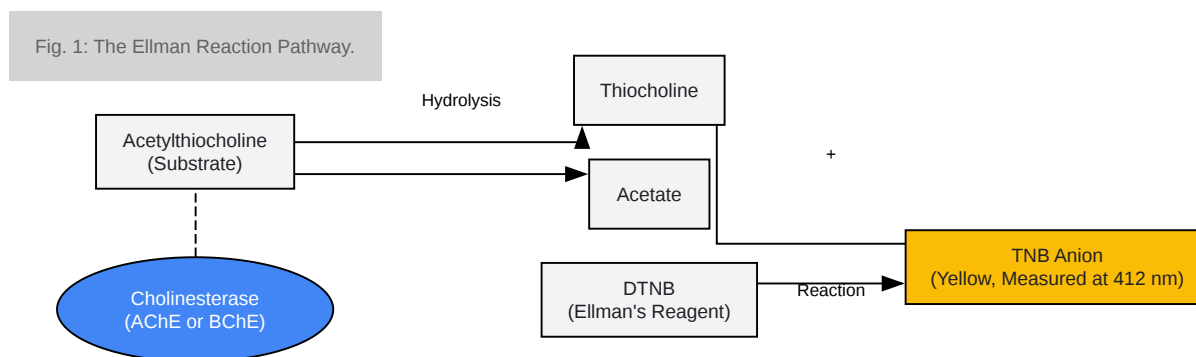 Fig. 1: The Ellman Reaction Pathway.
Hydrolysis
Thiocholine
Acetylthiocholine
(Substrate)
+
Acetate
TNB Anion
(Yellow, Measured at 412 nm)
Cholinesterase
(AChE or BChE)
DTNB
(Ellman's Reagent)
Reaction